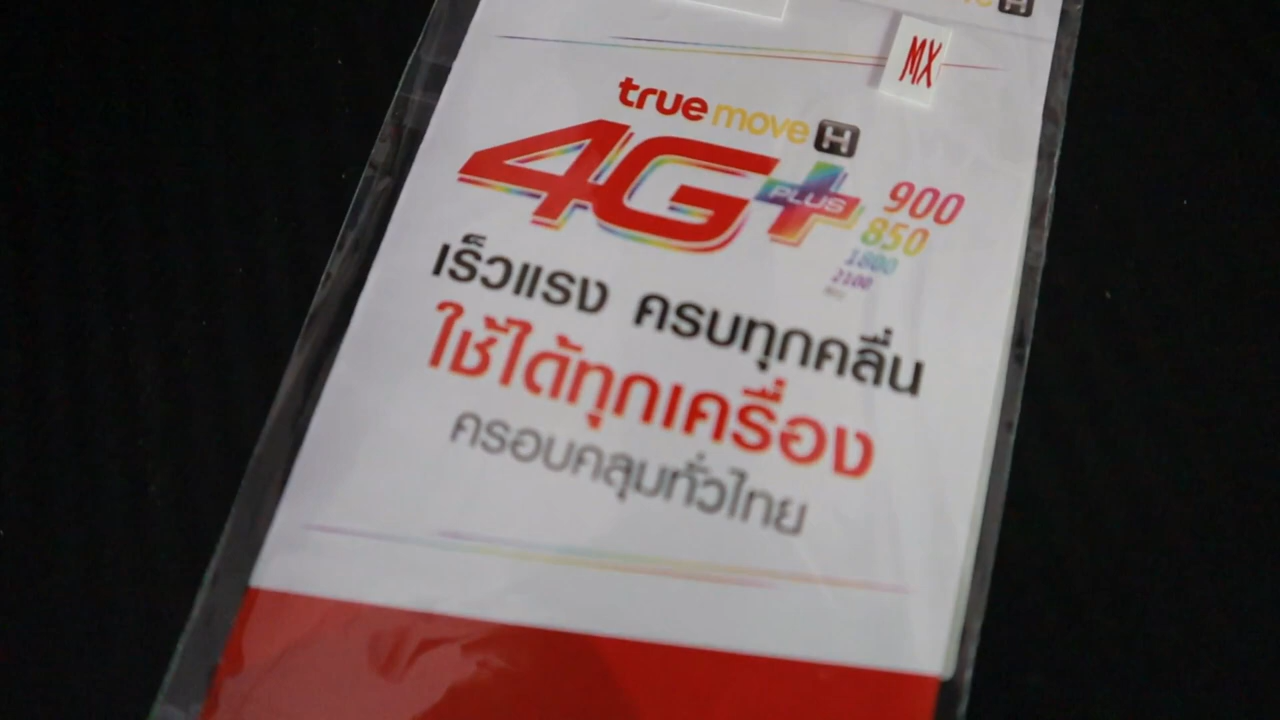 MX
true move H
4G+ PLUS
900
850
1800
2100
เร็วแรง ครบทุกคลื่น
ใช้ได้ทุกเครื่อง
ครอบคลุมทั่วไทย